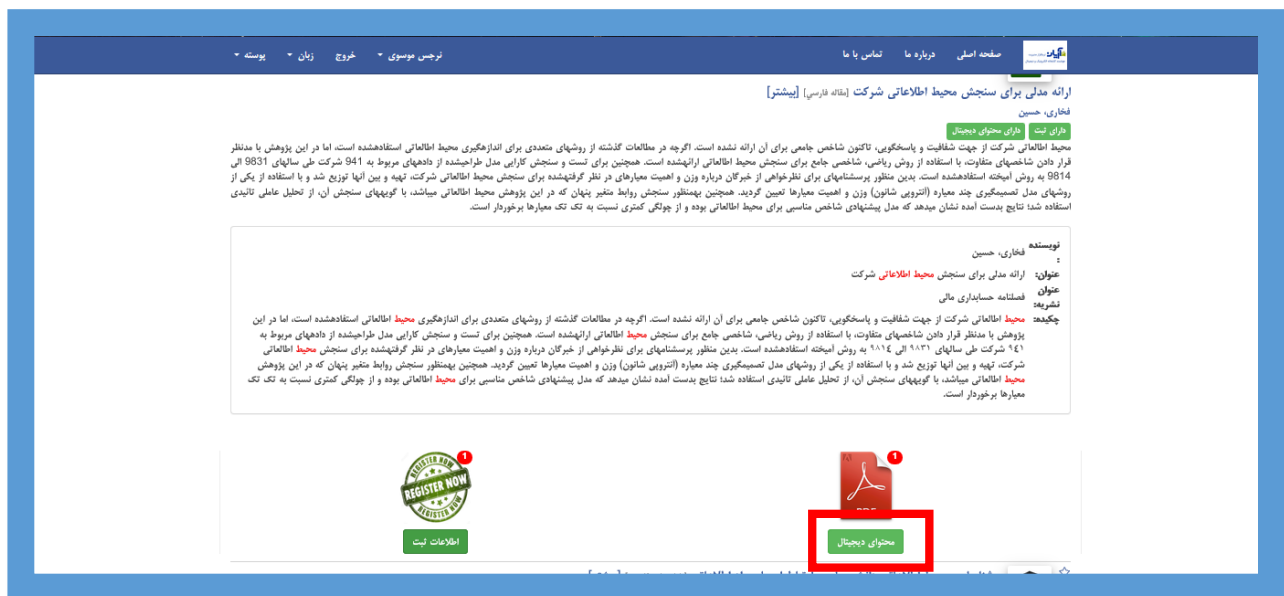 صفحه اصلی درباره ما تماس با ما نرجس موسوی خروج زبان پوسته
ارائه مدلی برای سنجش محیط اطلاعاتی شرکت [مقاله فارسي] [بیشتر]
فخاری، حسین
دارای ثبت دارای محتوای دیجیتال
محیط اطالعاتی شرکت از جهت شفافیت و پاسخگویی، تاکنون شاخص جامعی برای آن ارائه نشده است. اگرچه در مطالعات گذشته از روشهای متعددی برای اندازهگیری محیط اطالعاتی استفادهشده است، اما در این پژوهش با مدنظر
قرار دادن شاخصهای متفاوت، با استفاده از روش ریاضی، شاخصی جامع برای سنجش محیط اطالعاتی ارائهشده است. همچنین برای تست و سنجش کارایی مدل طراحیشده از دادههای مربوط به 941 شرکت طی سالهای 9831 الی
9814 به روش آمیخته استفادهشده است. بدین منظور پرسشنامهای برای نظرخواهی از خبرگان درباره وزن و اهمیت معیارهای در نظر گرفتهشده برای سنجش محیط اطالعاتی شرکت، تهیه و بین آنها توزیع شد و با استفاده از یکی از
روشهای مدل تصمیمگیری چند معیاره (آنتروپی شانون) وزن و اهمیت معیارها تعیین گردید. همچنین بهمنظور سنجش روابط متغیر پنهان که در این پژوهش محیط اطالعاتی میباشد، با گویههای سنجش آن، از تحلیل عاملی تائیدی
استفاده شد؛ نتایج بدست آمده نشان میدهد که مدل پیشنهادی شاخص مناسبی برای محیط اطالعاتی بوده و از چولگی کمتری نسبت به تک تک معیارها برخوردار است.
نویسنده : فخاری، حسین
عنوان: ارائه مدلی برای سنجش محیط اطلاعاتی شرکت
عنوان نشریه: فصلنامه حسابداری مالی
چکیده: محیط اطالعاتی شرکت از جهت شفافیت و پاسخگویی، تاکنون شاخص جامعی برای آن ارائه نشده است. اگرچه در مطالعات گذشته از روشهای متعددی برای اندازهگیری محیط اطالعاتی استفادهشده است، اما در این
پژوهش با مدنظر قرار دادن شاخصهای متفاوت، با استفاده از روش ریاضی، شاخصی جامع برای سنجش محیط اطالعاتی ارائهشده است. همچنین برای تست و سنجش کارایی مدل طراحیشده از دادههای مربوط به
۹٤۱ شرکت طی سالهای ۹۸۳۱ الی ۹۸۱٤ به روش آمیخته استفادهشده است. بدین منظور پرسشنامهای برای نظرخواهی از خبرگان درباره وزن و اهمیت معیارهای در نظر گرفتهشده برای سنجش محیط اطالعاتی
شرکت، تهیه و بین آنها توزیع شد و با استفاده از یکی از روشهای مدل تصمیمگیری چند معیاره (آنتروپی شانون) وزن و اهمیت معیارها تعیین گردید. همچنین بهمنظور سنجش روابط متغیر پنهان که در این پژوهش
محیط اطالعاتی میباشد، با گویههای سنجش آن، از تحلیل عاملی تائیدی استفاده شد؛ نتایج بدست آمده نشان میدهد که مدل پیشنهادی شاخص مناسبی برای محیط اطالعاتی بوده و از چولگی کمتری نسبت به تک تک
معیارها برخوردار است.
1
1
REGISTER NOW
محتوای دیجیتال
اطلاعات ثبت